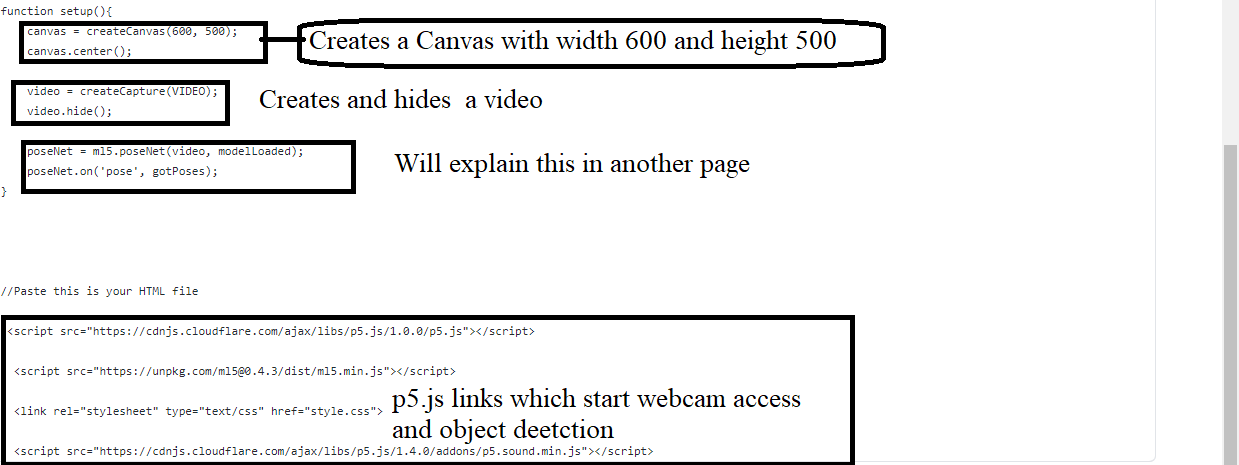 function setup(){
canvas = createCanvas(600, 500);
canvas.center();
Creates a Canvas with width 600 and height 500
video = createCapture(VIDEO);
video.hide();
Creates and hides  a video
poseNet = ml5.poseNet(video, modelLoaded);
poseNet.on('pose', gotPoses);
Will explain this in another page
}
//Paste this is your HTML file
<script src="https://cdnjs.cloudflare.com/ajax/libs/p5.js/1.0.0/p5.js"></script>
<script src="https://unpkg.com/ml5@0.4.3/dist/ml5.min.js"></script>
<link rel="stylesheet" type="text/css" href="style.css">
p5.js links which start webcam access
and object deetction
<script src="https://cdnjs.cloudflare.com/ajax/libs/p5.js/1.4.0/addons/p5.sound.min.js"></script>